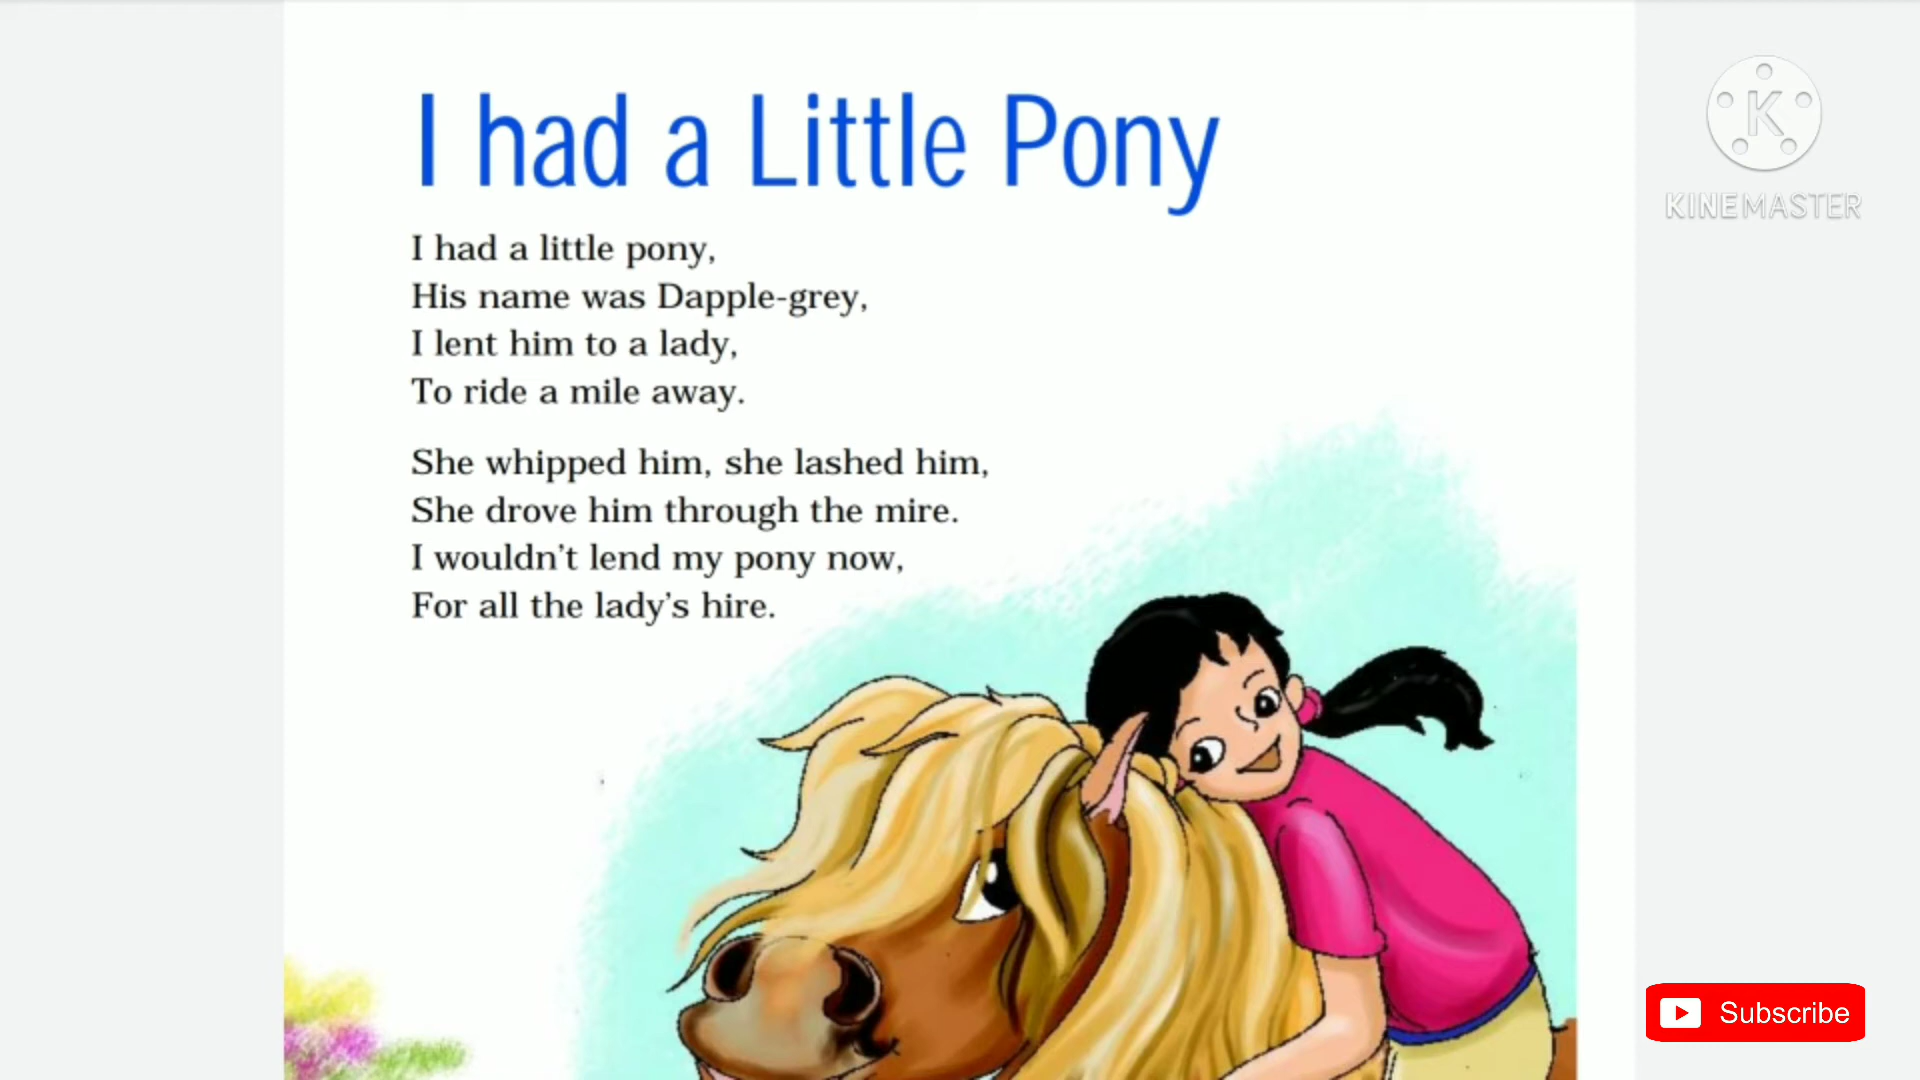 I had a Little Pony
I had a little pony,
His name was Dapple-grey,
I lent him to a lady,
To ride a mile away.
She whipped him, she lashed him,
She drove him through the mire.
I wouldn’t lend my pony now,
For all the lady’s hire.
K
KINEMASTER
Subscribe